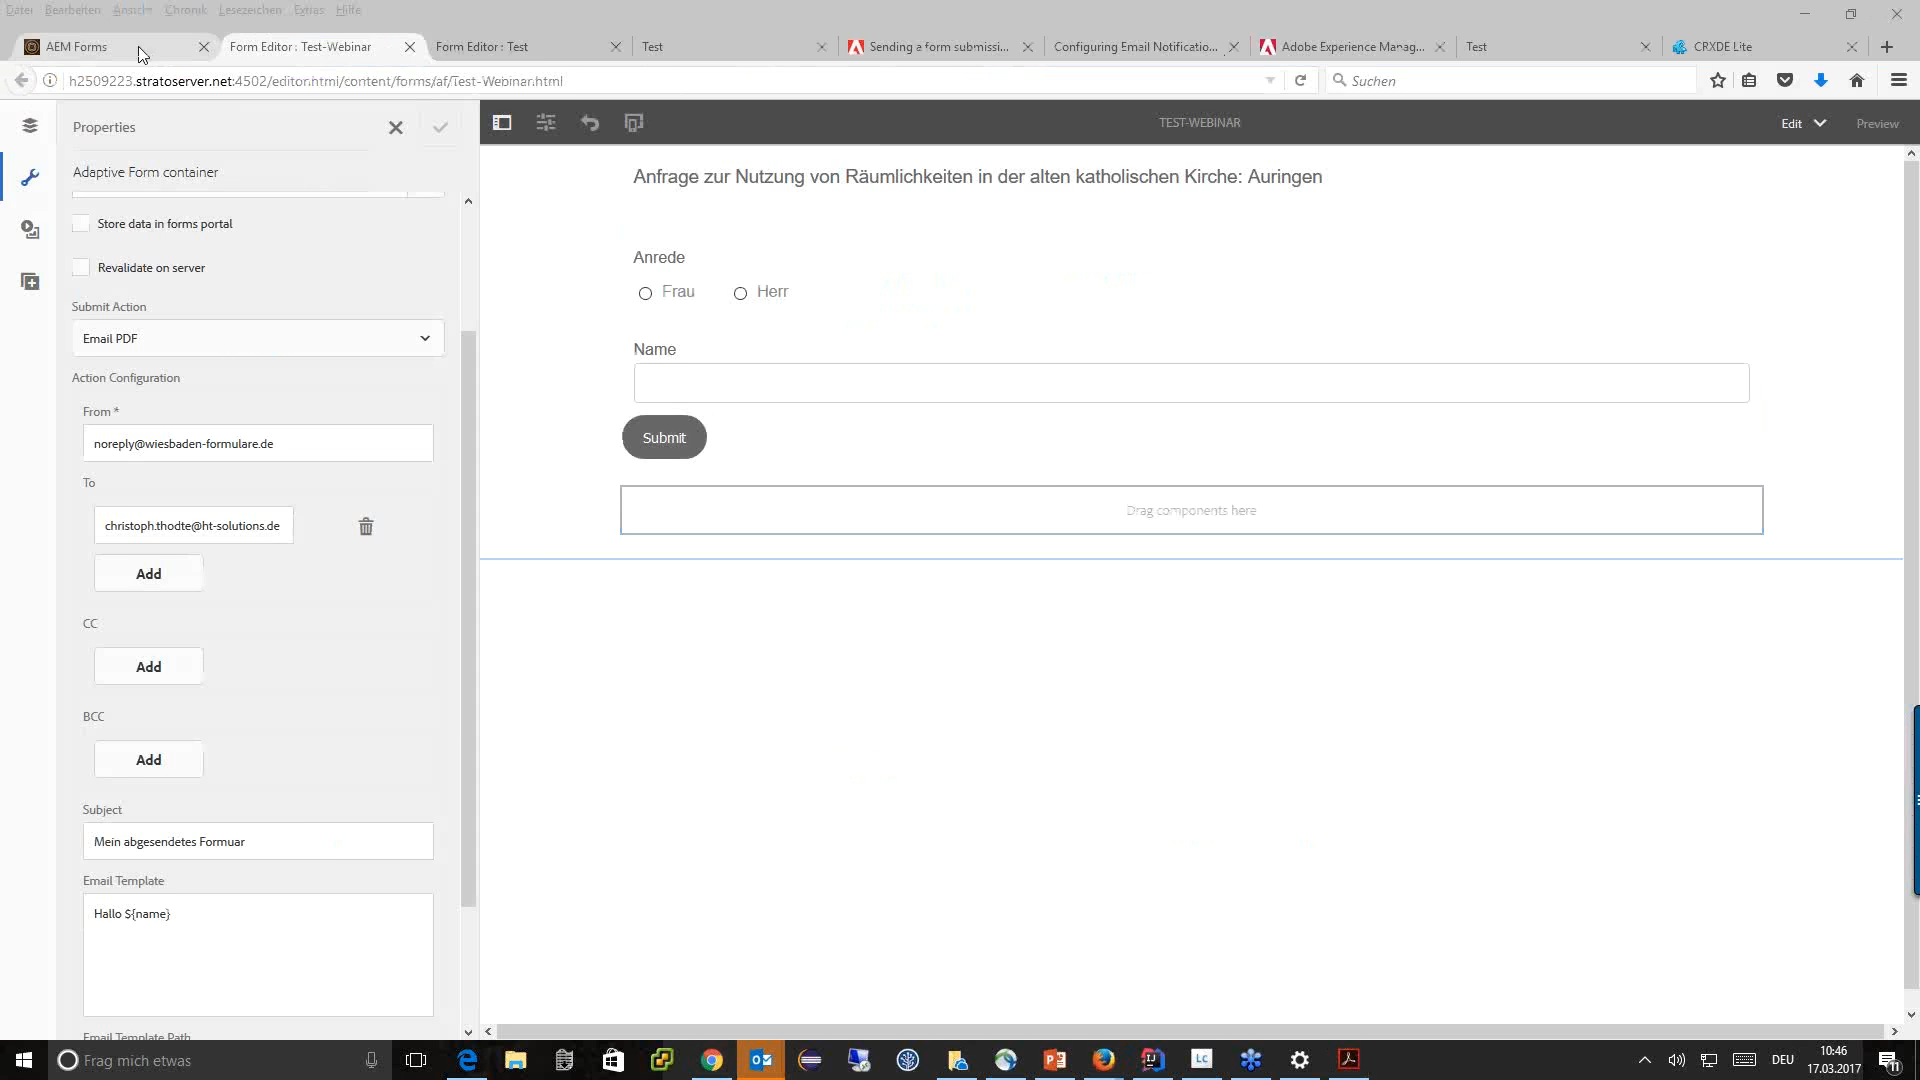 Datei Bearbeiten Ansicht Chronik Lesezeichen Extras Hilfe
AEM Forms
Form Editor : Test-Webinar
Form Editor : Test
Test
Sending a form submissi...
Configuring Email Notificatio...
Adobe Experience Manag...
Test
CRXDE Lite
h2509223.stratoserver.net:4502/editor.html/content/forms/af/Test-Webinar.html
Suchen
Properties
TEST-WEBINAR
Edit
Preview
Adaptive Form container
Store data in forms portal
Revalidate on server
Submit Action
Email PDF
Action Configuration
From *
noreply@wiesbaden-formulare.de
To
christoph.thodte@ht-solutions.de
Add
CC
Add
BCC
Add
Subject
Mein abgesendetes Formuar
Email Template
Hallo ${name}
Email Template Path
Anfrage zur Nutzung von Räumlichkeiten in der alten katholischen Kirche: Auringen
Anrede
Frau
Herr
Name
Submit
Drag components here
Frag mich etwas
DEU
10:46
17.03.2017
11